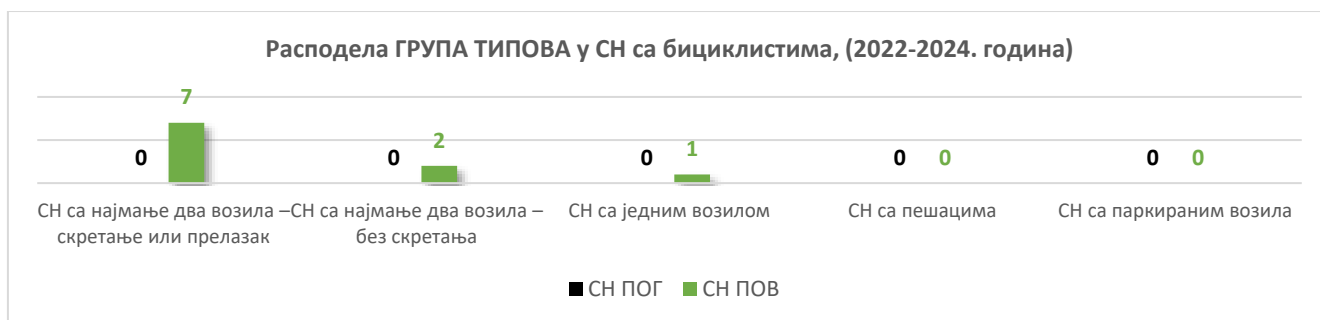 Расподела ГРУПА ТИПОВА у СН са бициклистима, (2022-2024. година)
0 7 0 2 0 1 0 0 0 0
СН са најмање два возила –
скретање или прелазак
СН са најмање два возила –
без скретања
СН са једним возилом
СН са пешацима
СН са паркираним возила
СН ПОГ СН ПОВ